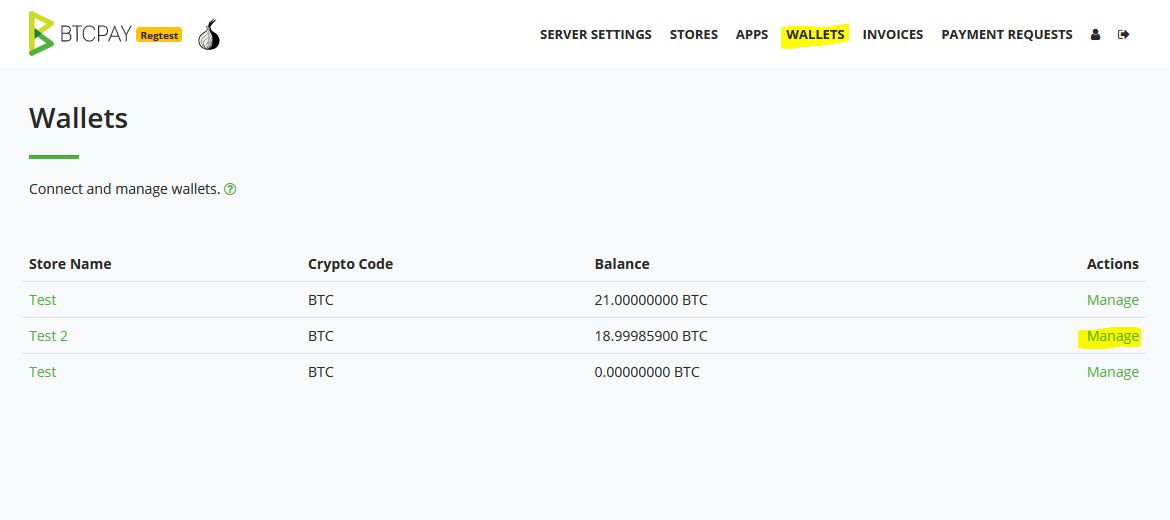 BTCPAY Regtest SERVER SETTINGS STORES APPS WALLETS INVOICES PAYMENT REQUESTS
Wallets
Connect and manage wallets.
Store Name Crypto Code Balance Actions
Test BTC 21.00000000 BTC Manage
Test 2 BTC 18.99985900 BTC Manage
Test BTC 0.00000000 BTC Manage